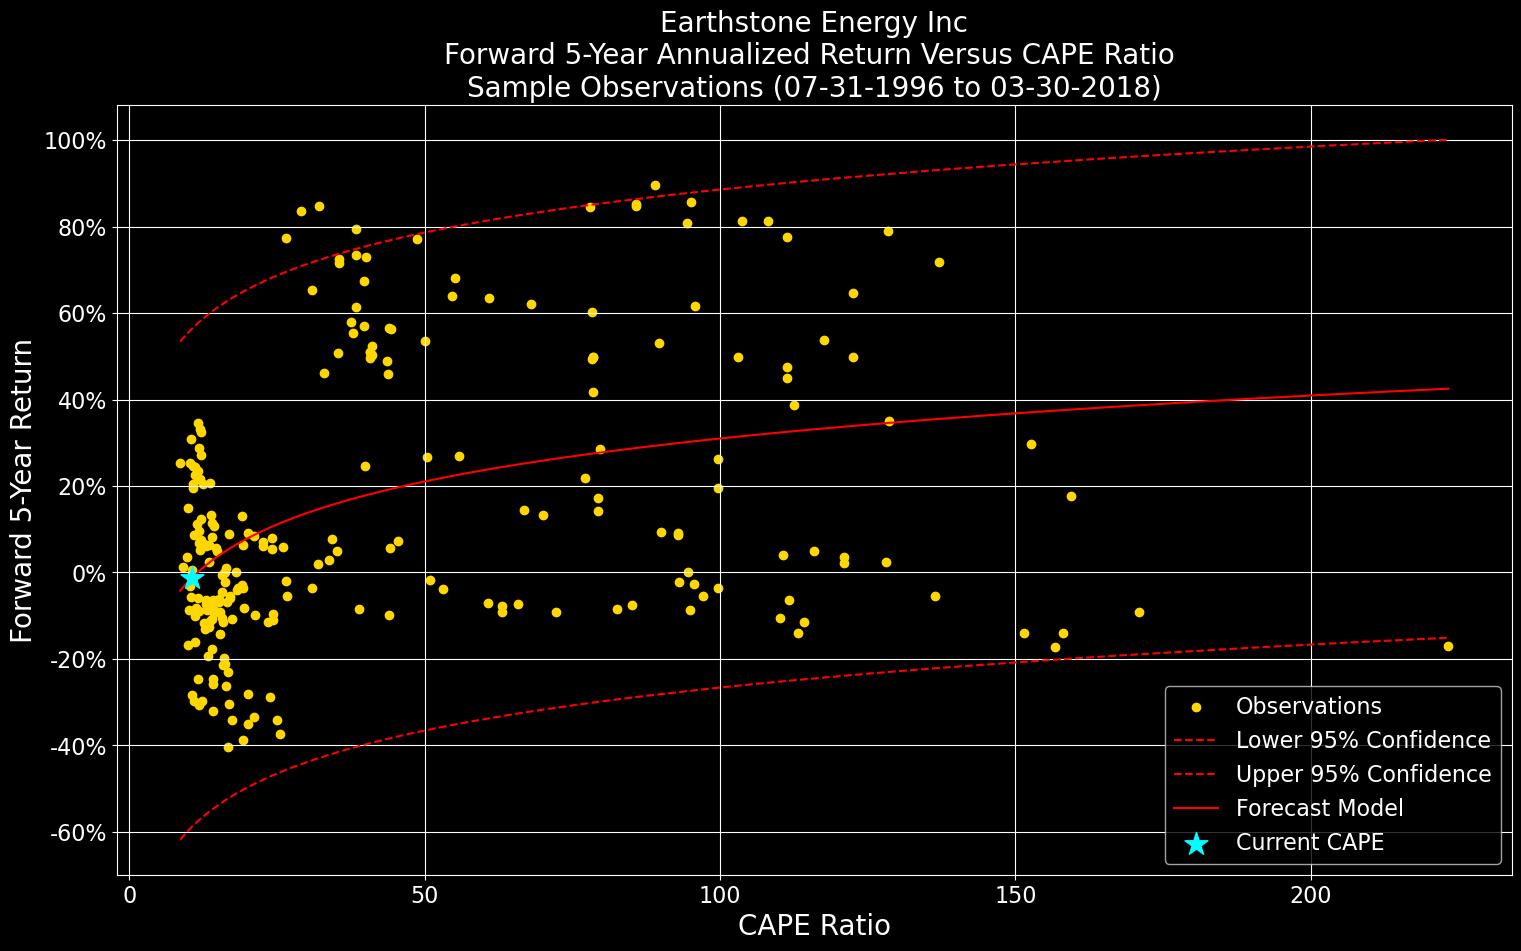 Earthstone Energy Inc
Forward 5-Year Annualized Return Versus CAPE Ratio
Sample Observations (07-31-1996 to 03-30-2018)
100%
80%
60%
40%
20%
0%
-20%
-40%
-60%
Forward 5-Year Return
0
50
100
150
200
CAPE Ratio
Observations
Lower 95% Confidence
Upper 95% Confidence
Forecast Model
Current CAPE